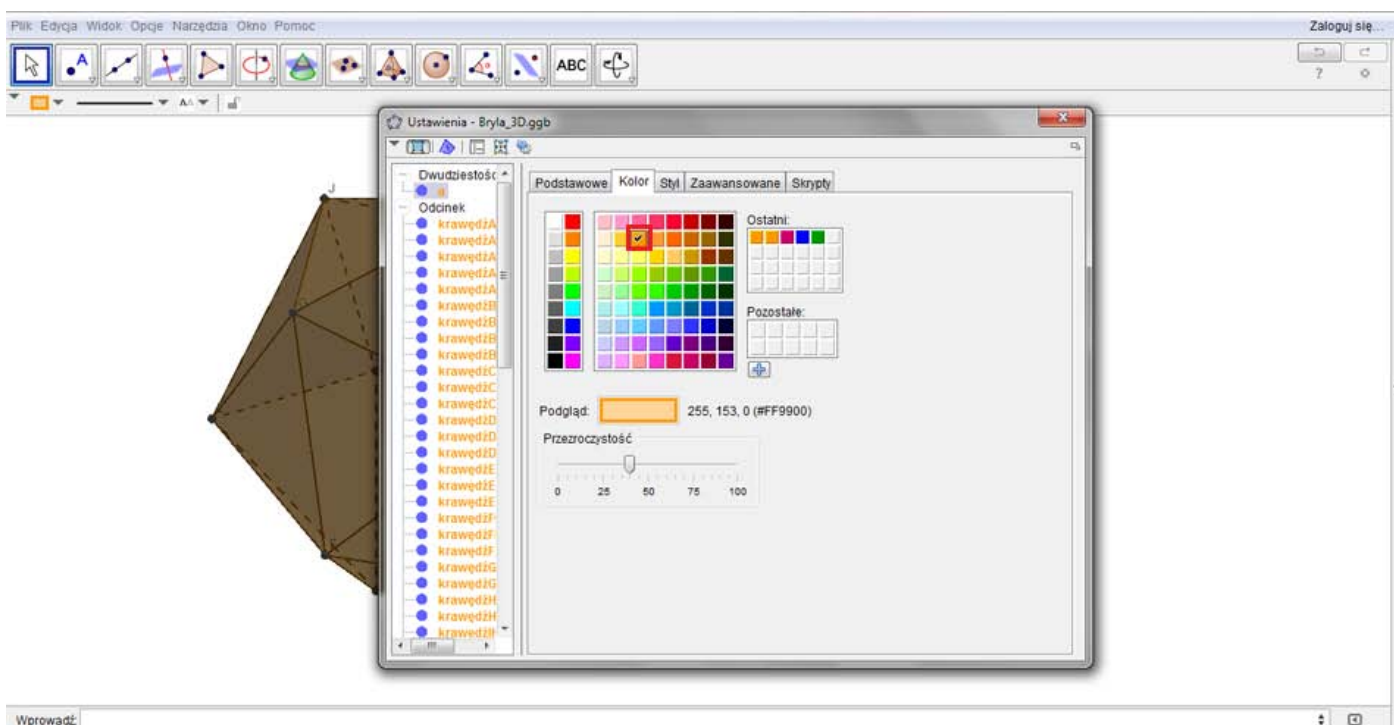 Plik Edycja Widok Opcje Narzędzia Okno Pomoc
Zaloguj się...
ABC
?
Ustawienia - Bryla_3D.ggb
Dwudziestośc
a
Odcinek
krawędźA
krawędźA
krawędźA
krawędźA
krawędźA
krawędźB
krawędźB
krawędźB
krawędźB
krawędźC
krawędźC
krawędźC
krawędźD
krawędźD
krawędźD
krawędźE
krawędźE
krawędźE
krawędźF
krawędźF
krawędźF
krawędźG
krawędźG
krawędźH
krawędźH
Podstawowe Kolor Styl Zaawansowane Skrypty
Ostatni:
Pozostałe:
Podgląd: 255, 153, 0 (#FF9900)
Przezroczystość
0 25 50 75 100
J
Wprowadź: